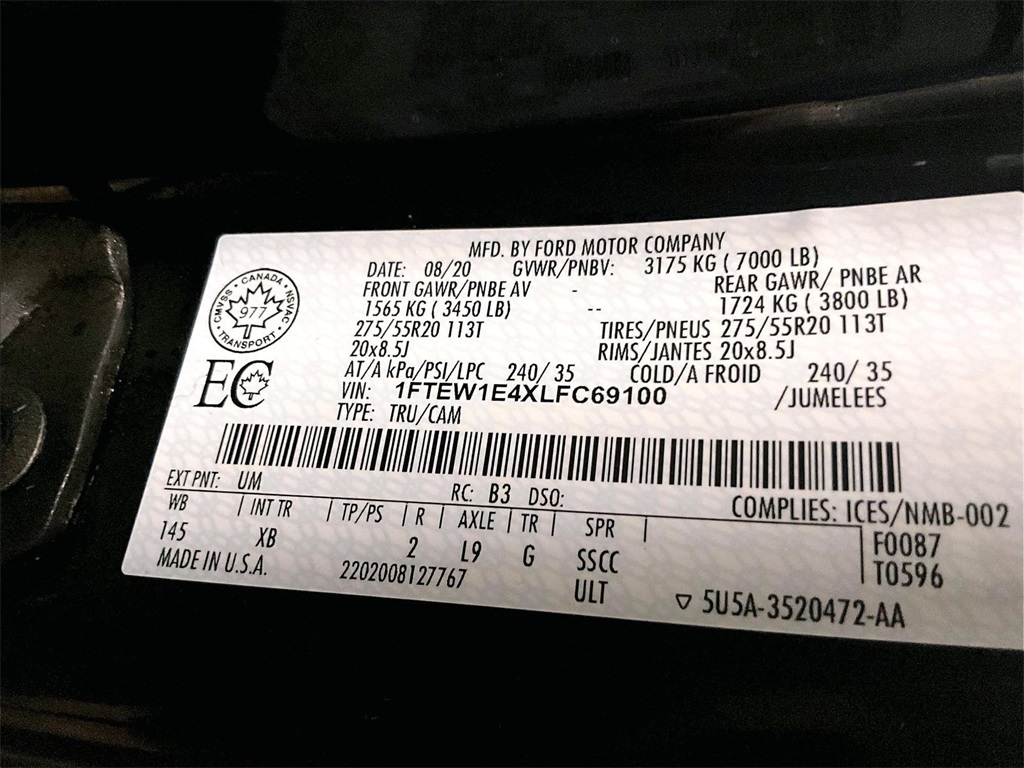 MFD. BY FORD MOTOR COMPANY
DATE: 08/20 GVWR/PNBV: 3175 KG ( 7000 LB)
FRONT GAWR/PNBE AV - REAR GAWR/ PNBE AR
1565 KG ( 3450 LB) -- 1724 KG ( 3800 LB)
275/55R20 113T TIRES/PNEUS 275/55R20 113T
20x8.5J RIMS/JANTES 20x8.5J
AT/A kPa/PSI/LPC 240/ 35 COLD/A FROID 240/ 35
VIN: 1FTEW1E4XLFC69100 /JUMELEES
TYPE: TRU/CAM
CANADA
CMVSS NSVAC
977
TRANSPORT
EC
EXT PNT: UM RC: B3 DSO: COMPLIES: ICES/NMB-002
WB | INT TR | TP/PS | R | AXLE | TR | SPR | F0087
145 XB 2 L9 G SSCC T0596
MADE IN U.S.A. 2202008127767 ULT ▽ 5U5A-3520472-AA